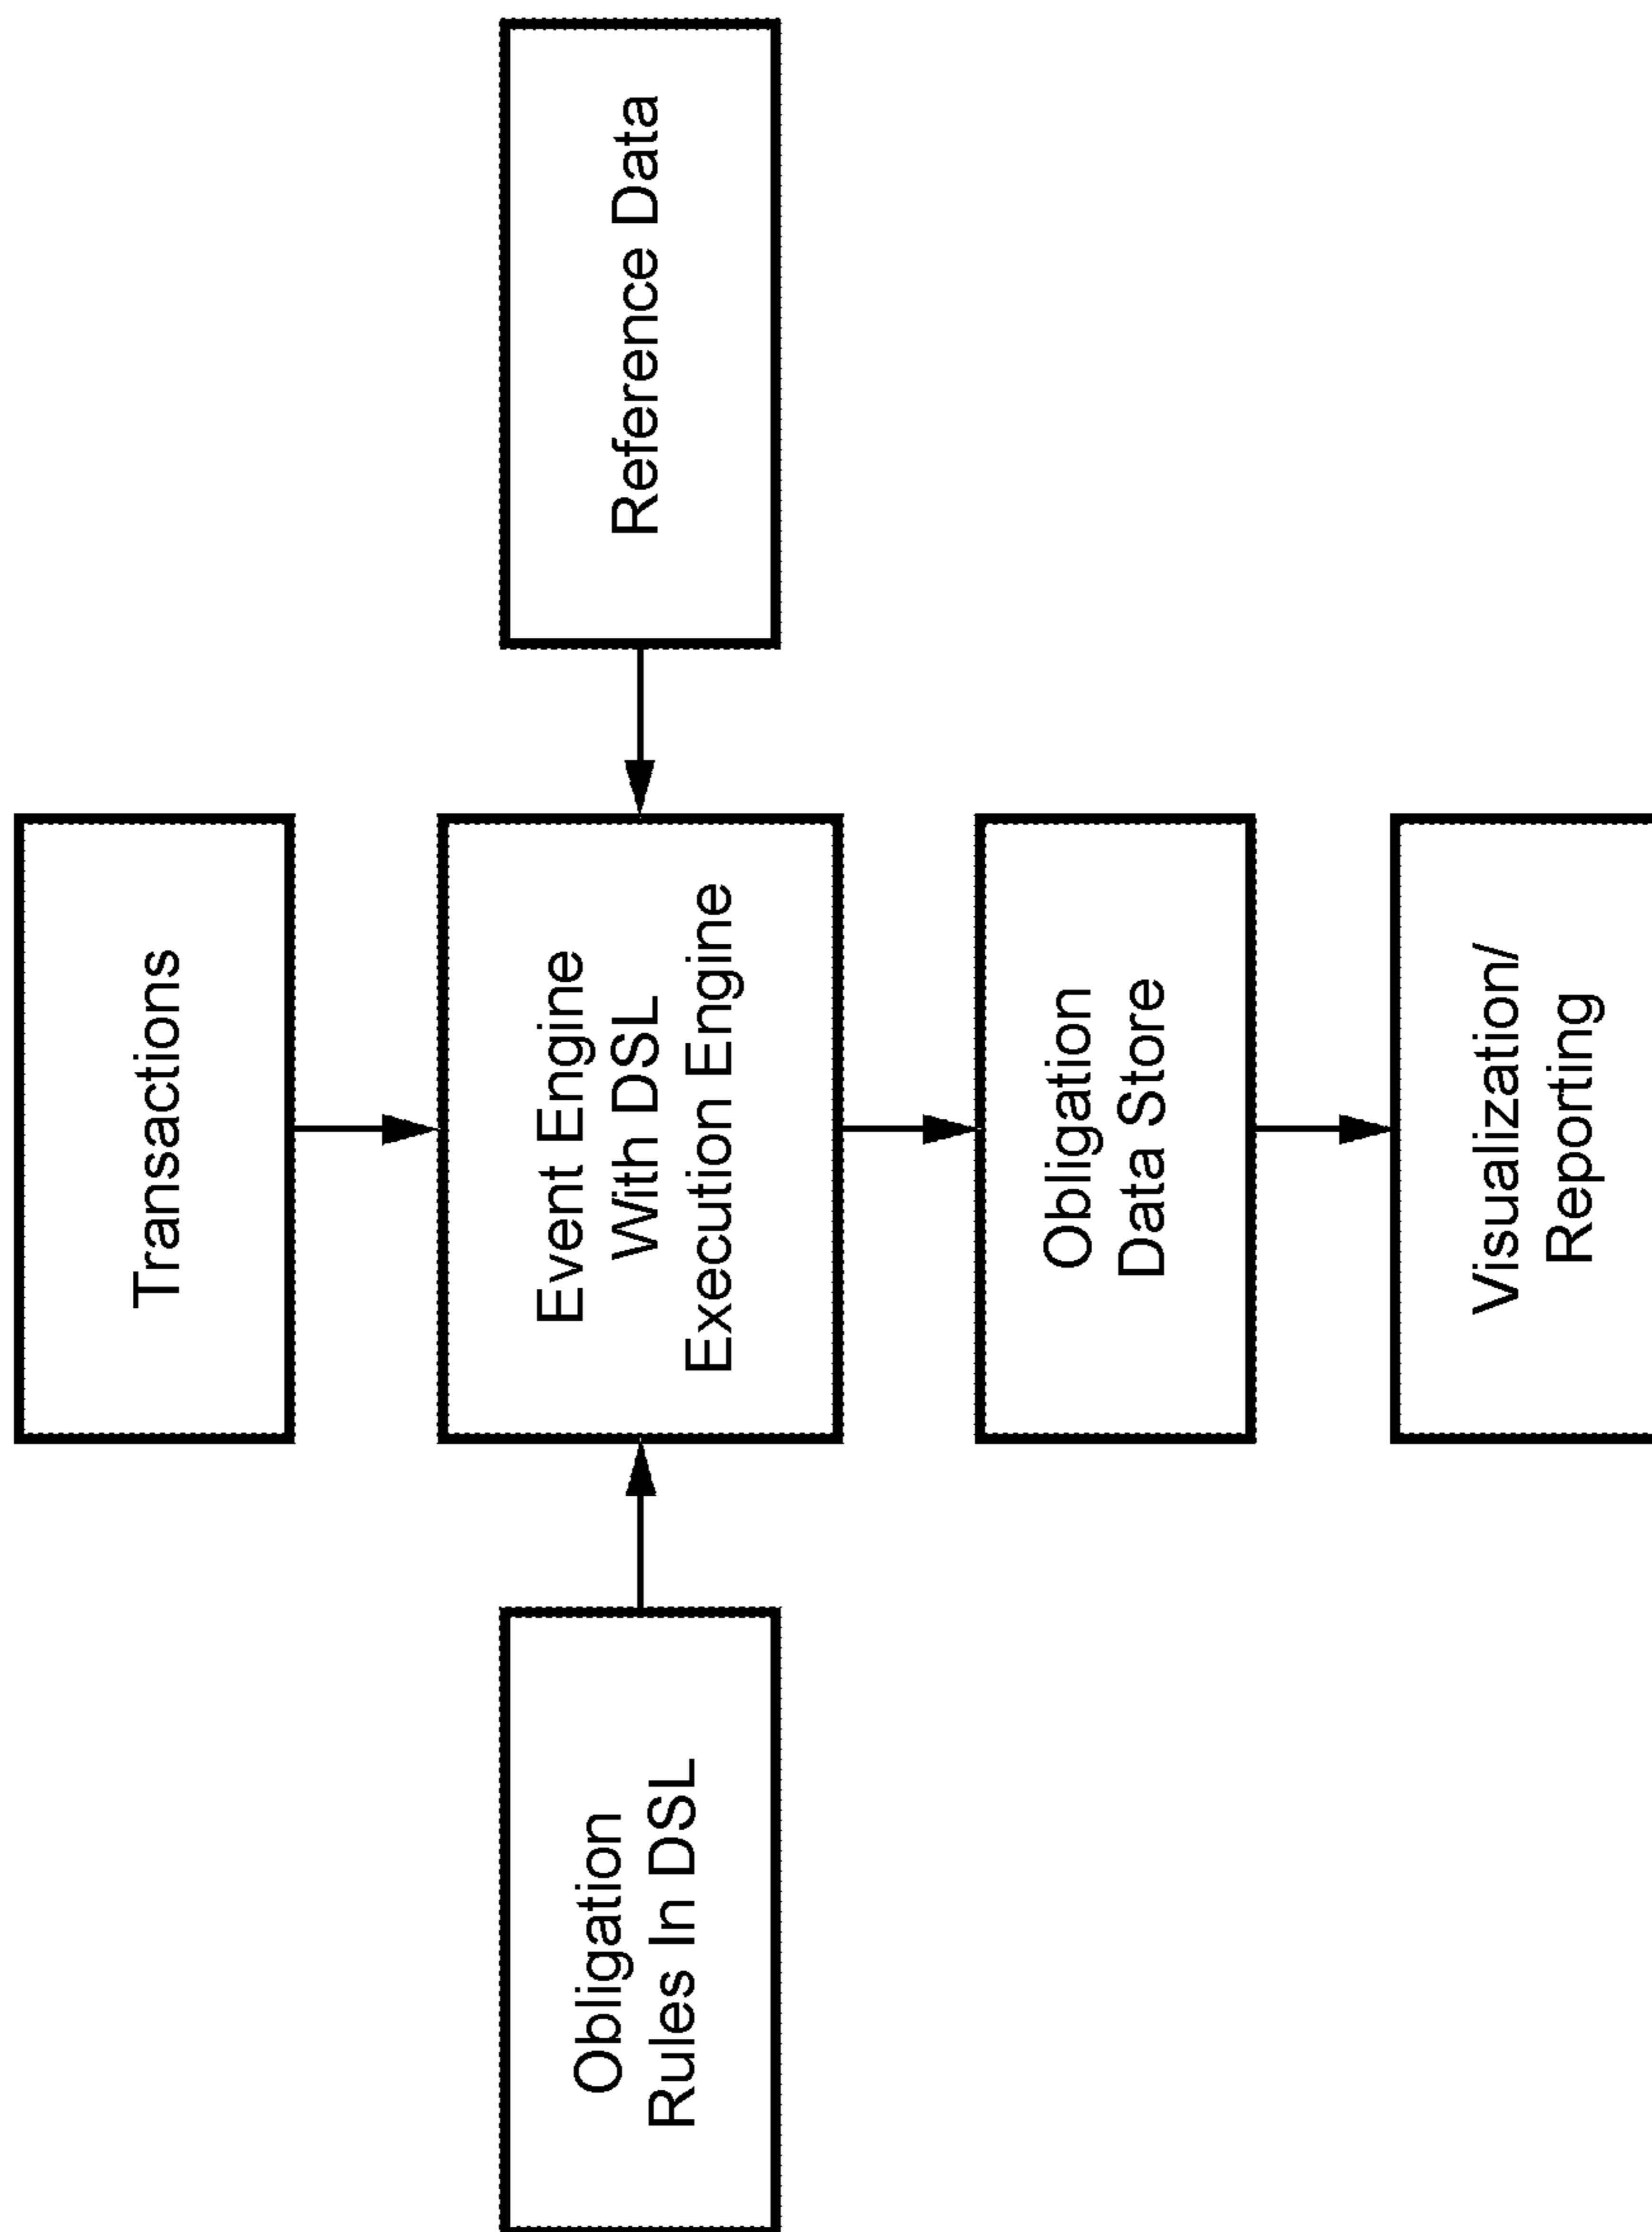 Transactions
Obligation
Rules In DSL
Event Engine
With DSL
Execution Engine
Reference Data
Obligation
Data Store
Visualization/
Reporting